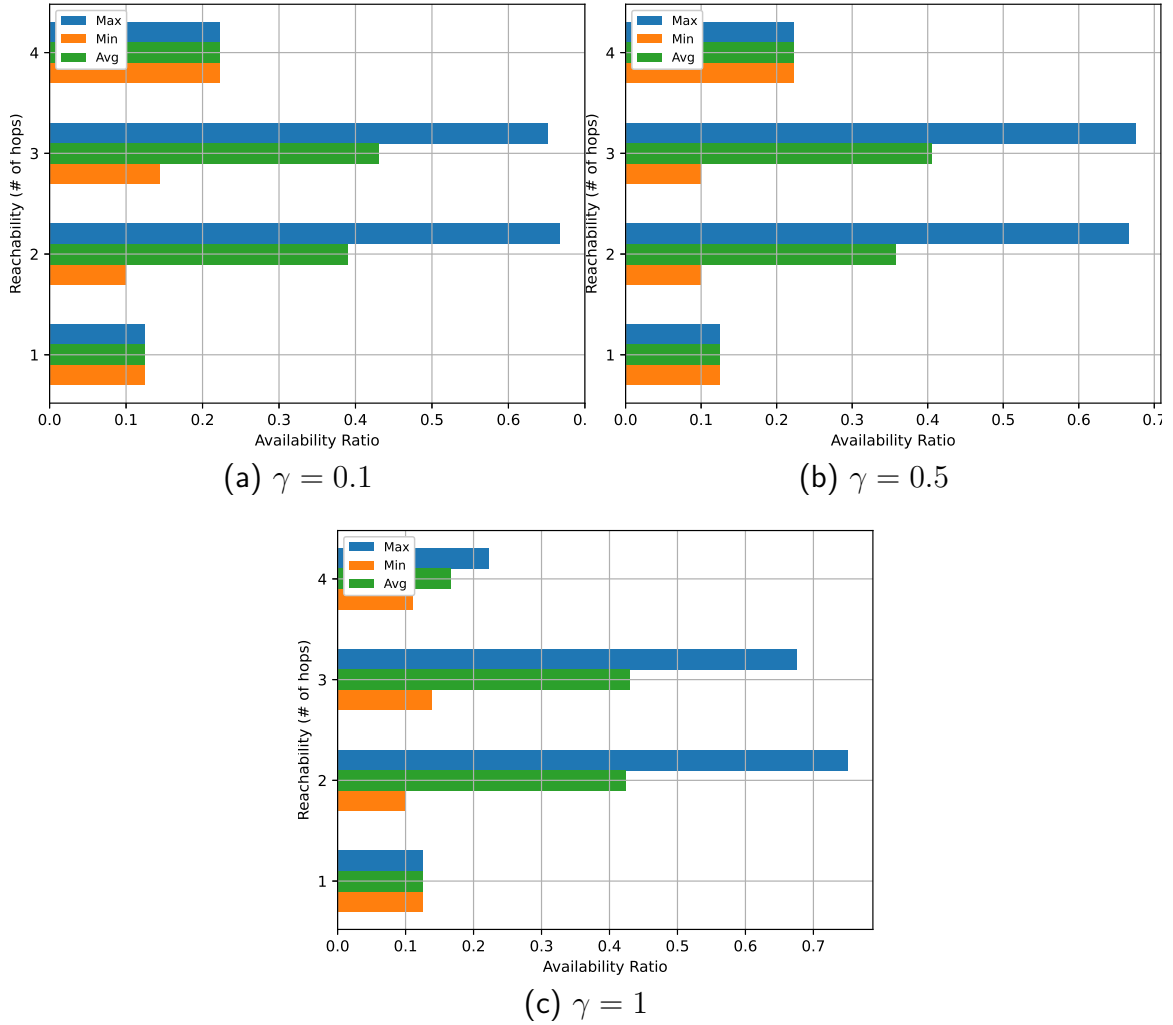 Max
Min
Avg
4
3
2
1
Reachability (# of hops)
0.0 0.1 0.2 0.3 0.4 0.5 0.6 0.
Availability Ratio
(a) γ = 0.1
Max
Min
Avg
4
3
2
1
Reachability (# of hops)
0.0 0.1 0.2 0.3 0.4 0.5 0.6 0.7
Availability Ratio
(b) γ = 0.5
Max
Min
Avg
4
3
2
1
Reachability (# of hops)
0.0 0.1 0.2 0.3 0.4 0.5 0.6 0.7
Availability Ratio
(c) γ = 1